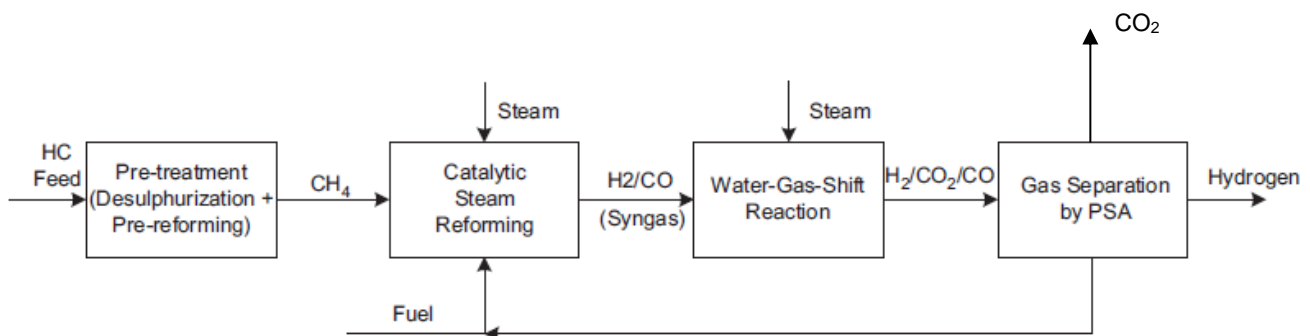 CO₂
Steam
Steam
HC
Feed
Pre-treatment
(Desulphurization +
Pre-reforming)
CH₄
Catalytic
Steam
Reforming
H2/CO
(Syngas)
Water-Gas-Shift
Reaction
H₂/CO₂/CO
Gas Separation
by PSA
Hydrogen
Fuel